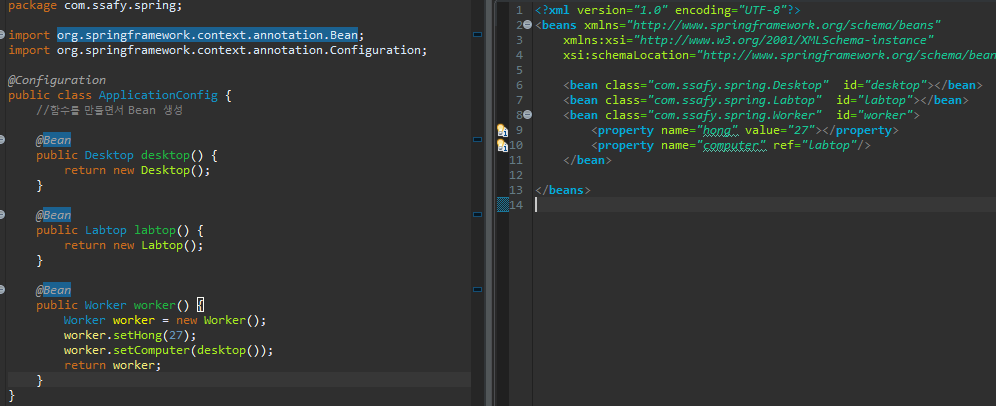 package com.ssafy.spring;
import org.springframework.context.annotation.Bean;
import org.springframework.context.annotation.Configuration;
@Configuration
public class ApplicationConfig {
//함수를 만들면서 Bean 생성
@Bean
public Desktop desktop() {
return new Desktop();
}
@Bean
public Labtop labtop() {
return new Labtop();
}
@Bean
public Worker worker() {
Worker worker = new Worker();
worker.setHong(27);
worker.setComputer(desktop());
return worker;
}
}
1 <?xml version="1.0" encoding="UTF-8"?>
2 <beans xmlns="http://www.springframework.org/schema/beans"
3 xmlns:xsi="http://www.w3.org/2001/XMLSchema-instance"
4 xsi:schemaLocation="http://www.springframework.org/schema/bean
5
6 <bean class="com.ssafy.spring.Desktop" id="desktop"></bean>
7 <bean class="com.ssafy.spring.Labtop" id="labtop"></bean>
8 <bean class="com.ssafy.spring.Worker" id="worker">
9 <property name="hong" value="27"></property>
10 <property name="computer" ref="labtop"/>
11 </bean>
12
13 </beans>
14